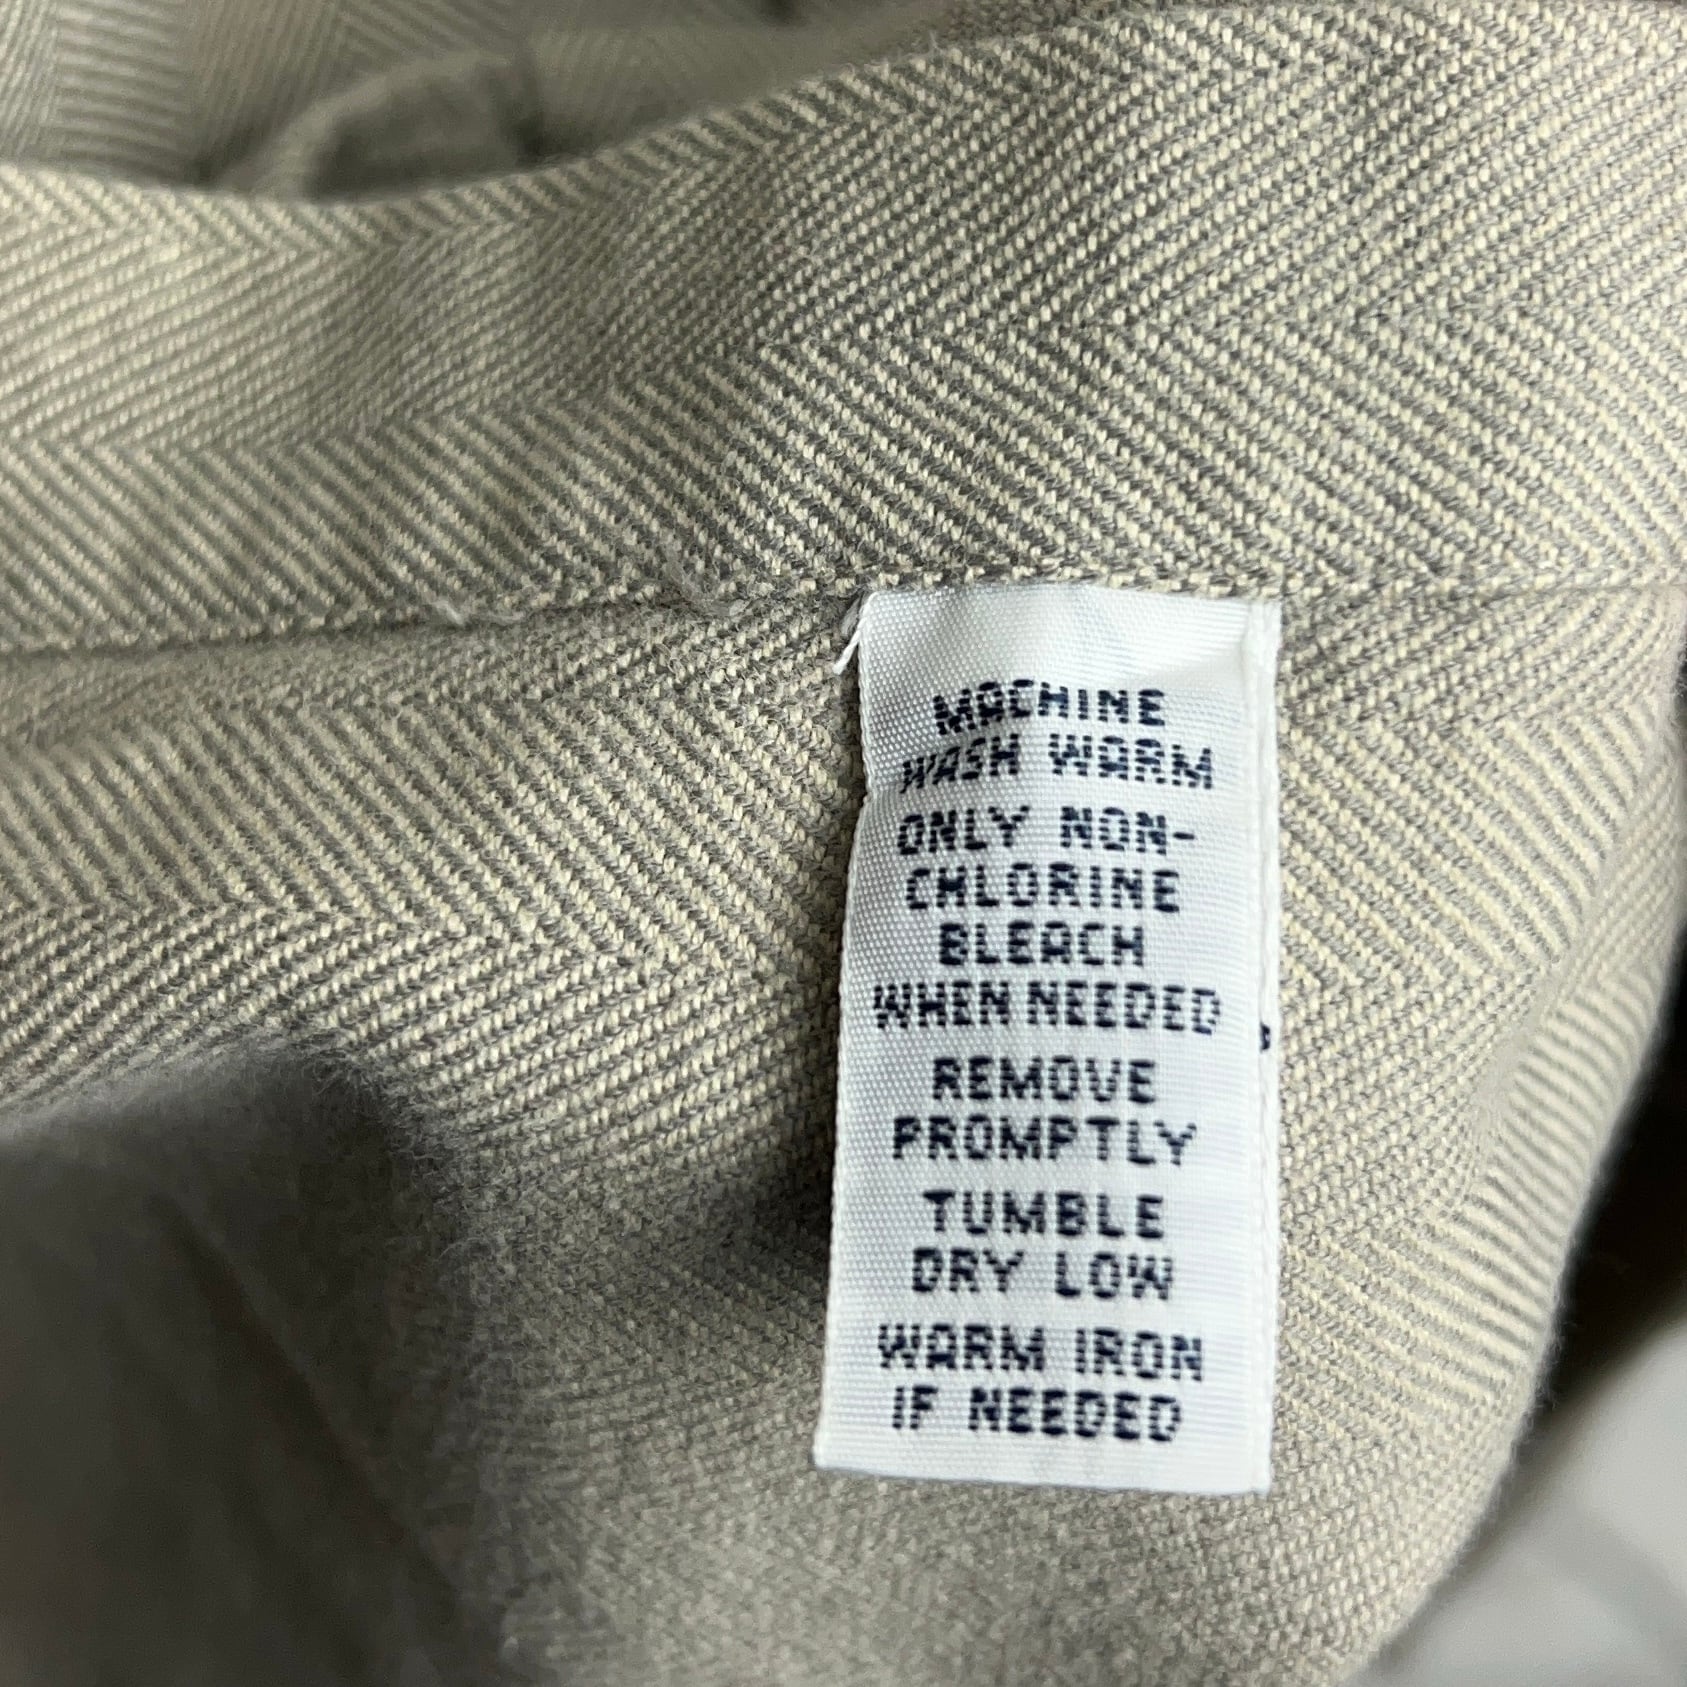 MACHINE
WASH WARM
ONLY NON-
CHLORINE
BLEACH
WHEN NEEDED
REMOVE
PROMPTLY
TUMBLE
DRY LOW
WARM IRON
IF NEEDED